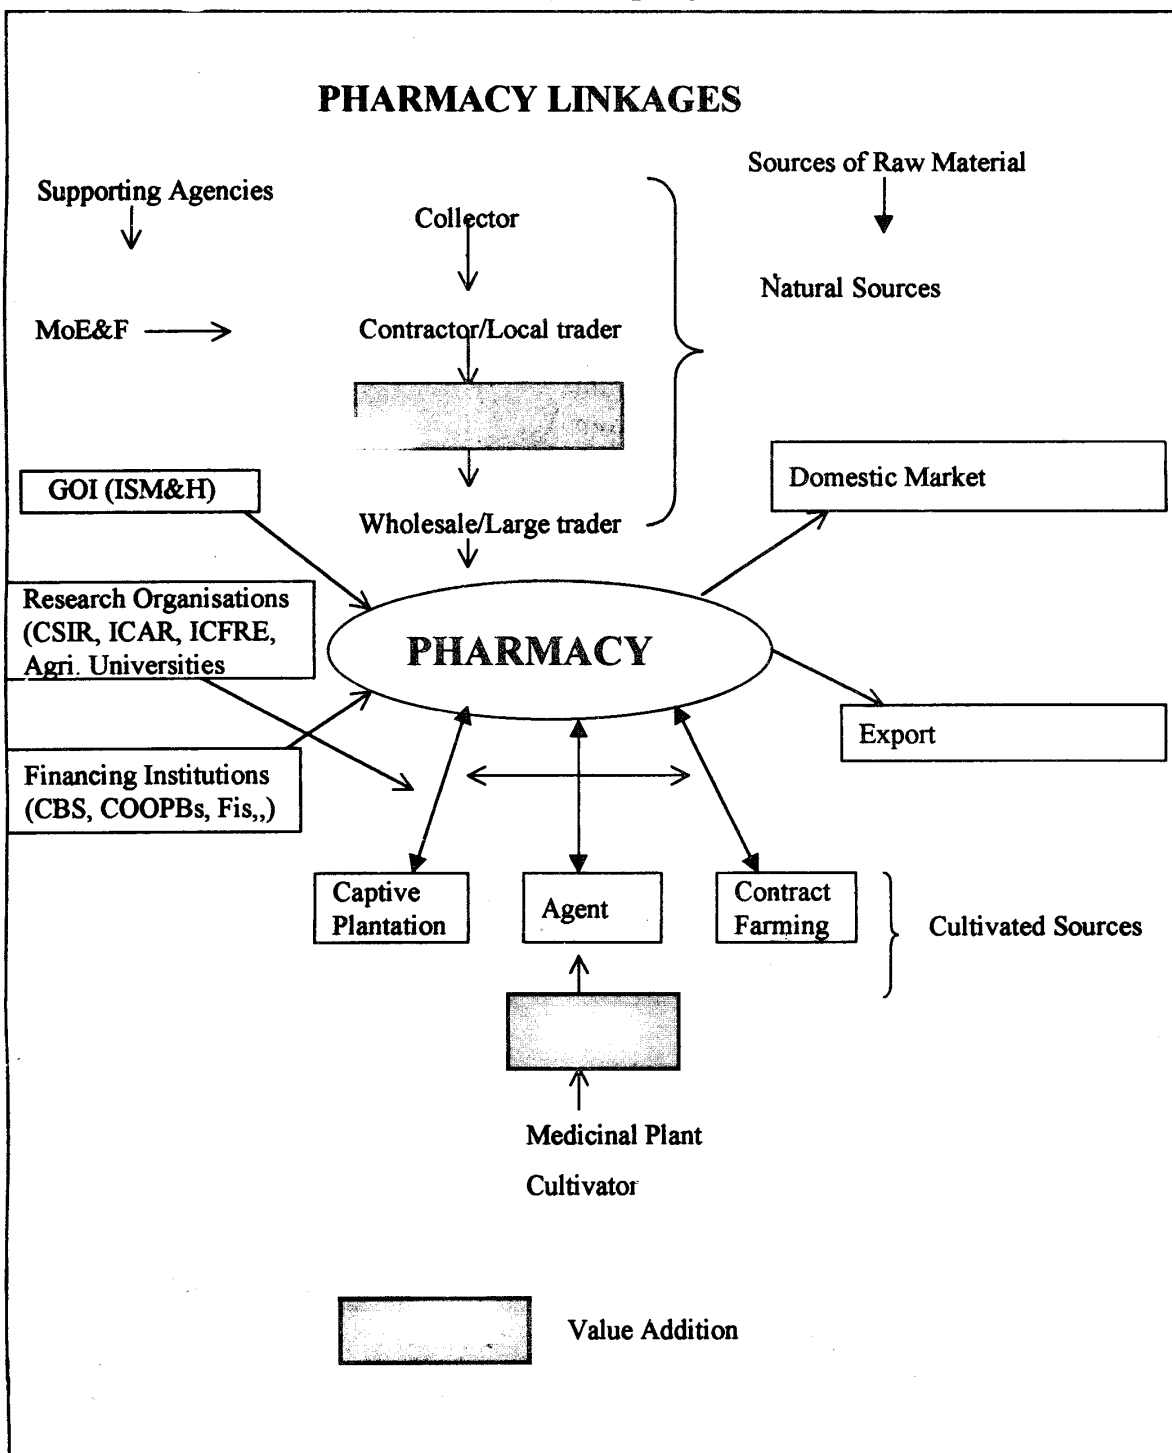 PHARMACY LINKAGES
Sources of Raw Material
Supporting Agencies
Collector
Natural Sources
MoE&F
Contractor/Local trader
GOI (ISM&H)
Domestic Market
Wholesale/Large trader
Research Organisations
(CSIR, ICAR, ICFRE,
Agri. Universities
PHARMACY
Export
Financing Institutions
(CBS, COOPBs, Fis,,)
Captive
Plantation
Agent
Contract
Farming
Cultivated Sources
Medicinal Plant
Cultivator
Value Addition